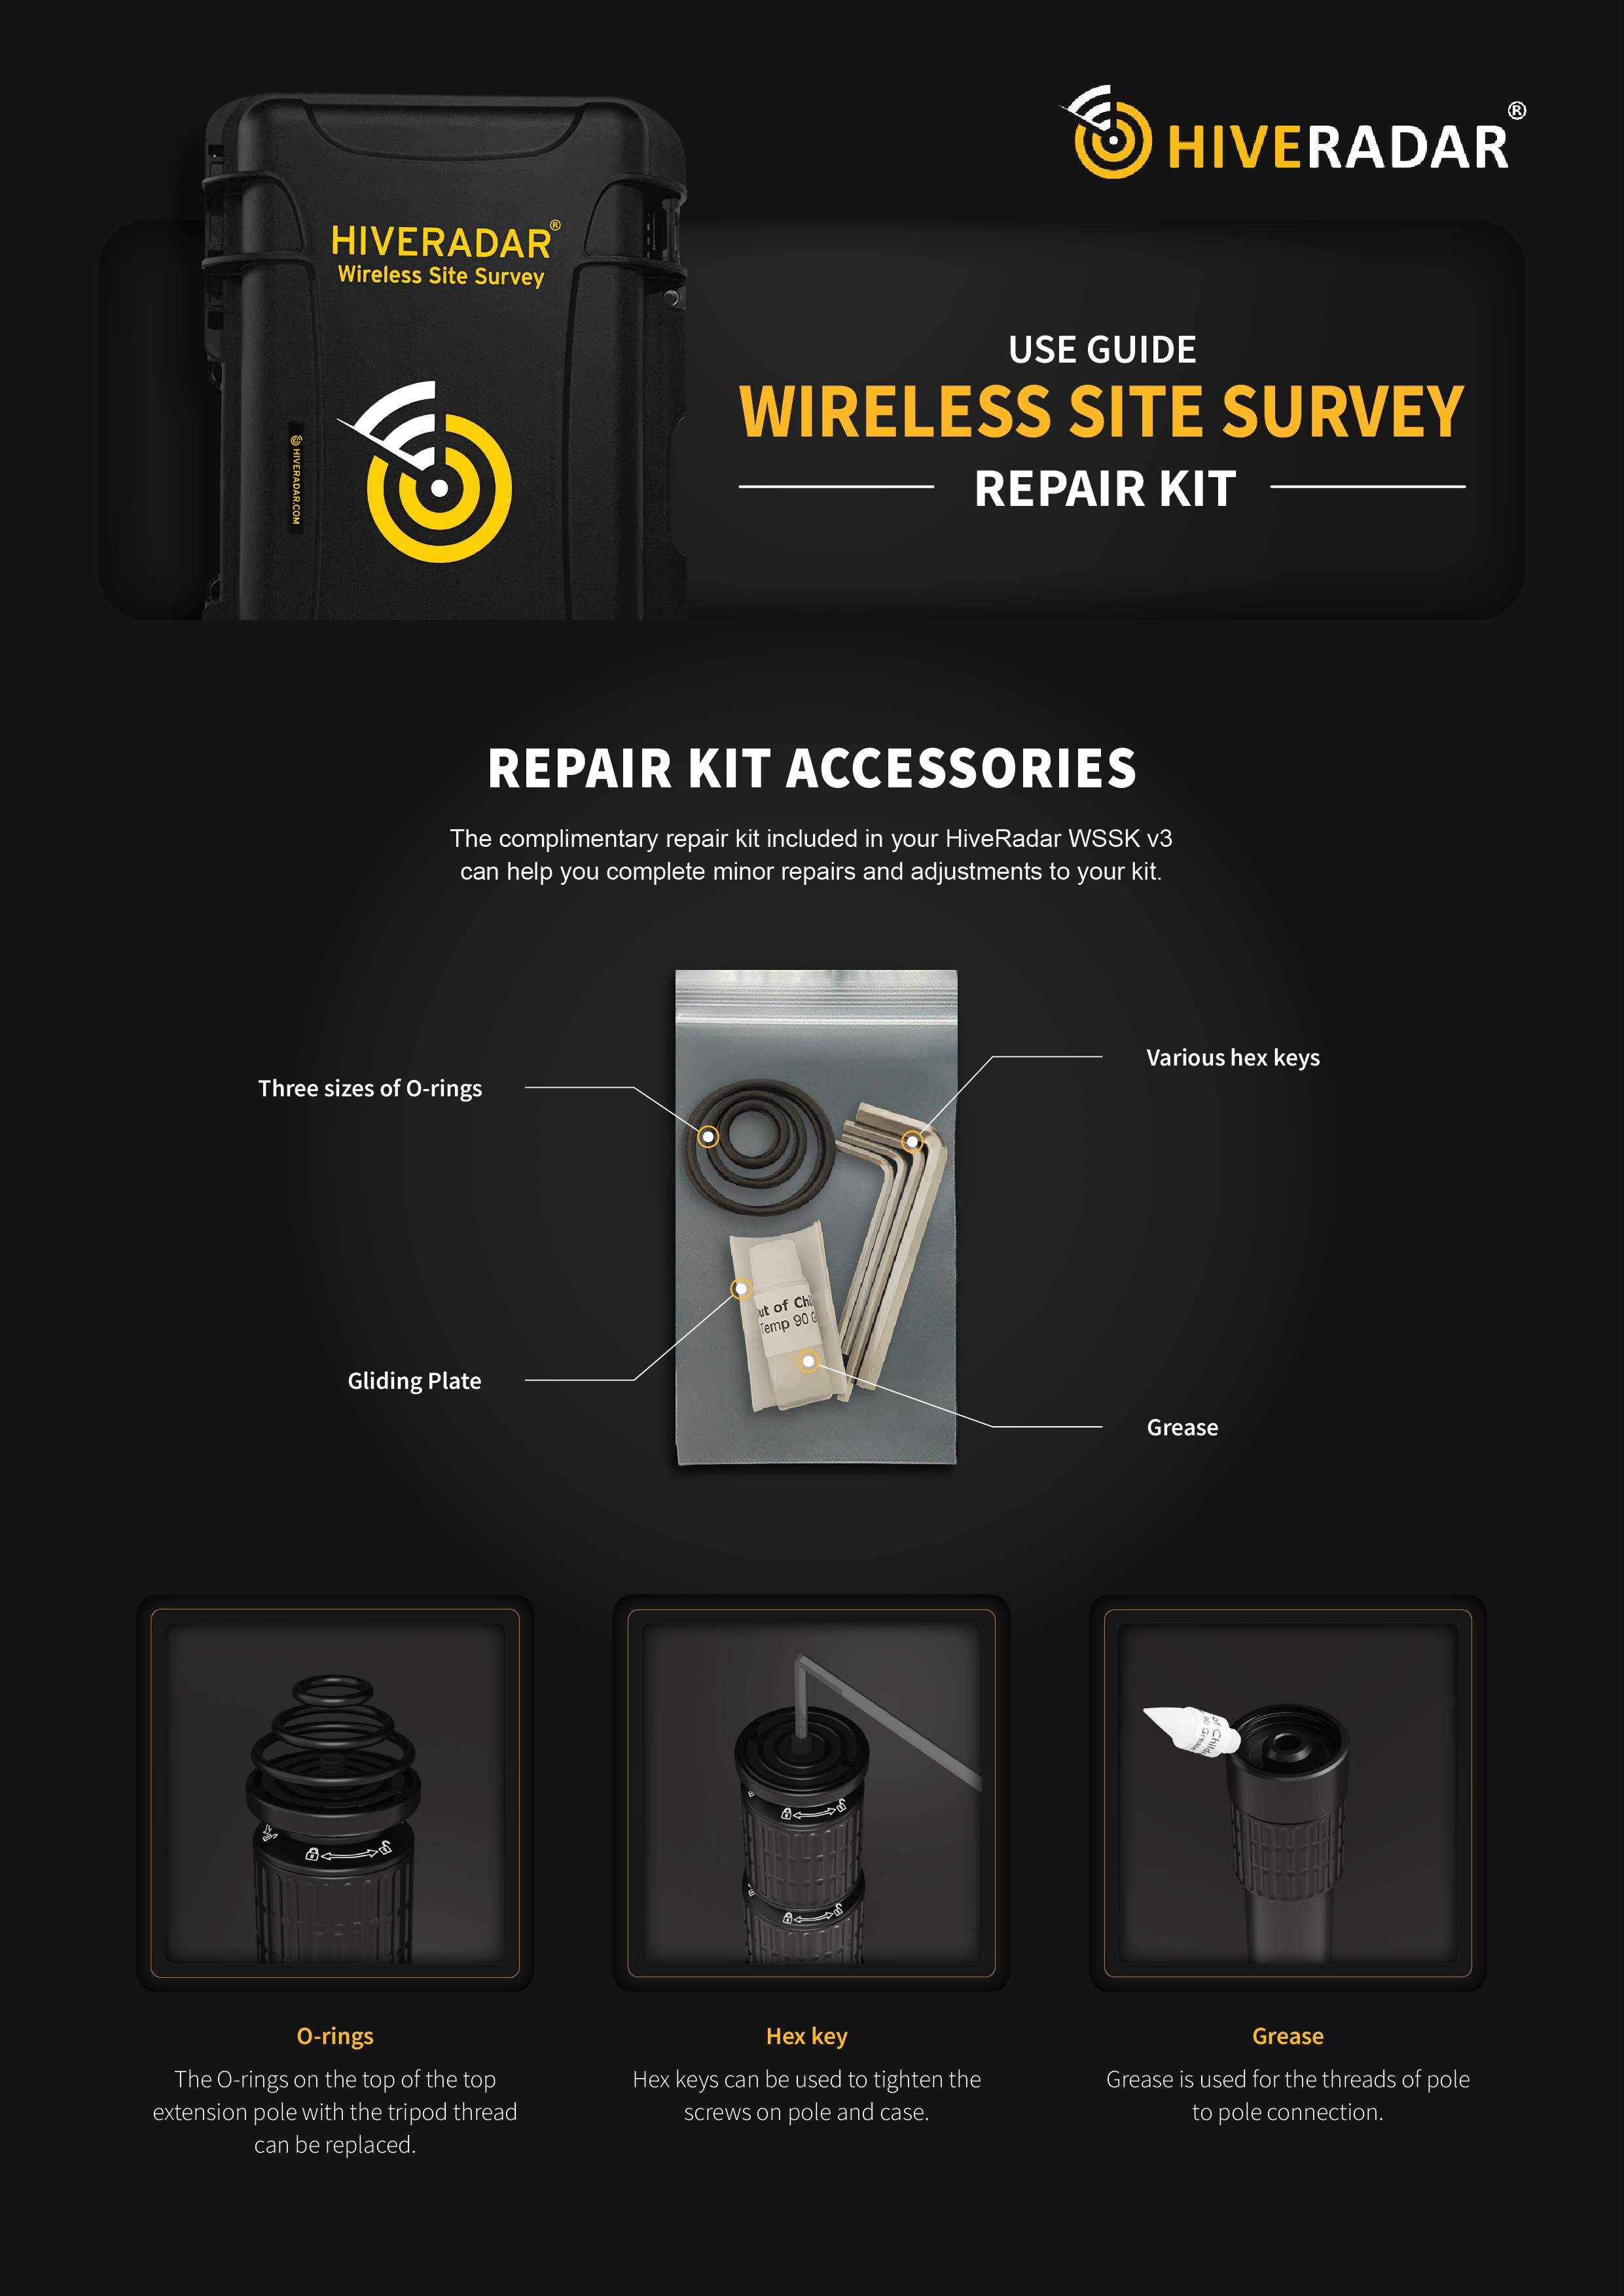 HIVERADAR®
HIVERADAR®
Wireless Site Survey
HIVERADAR.COM
USE GUIDE
WIRELESS SITE SURVEY
REPAIR KIT
REPAIR KIT ACCESSORIES
The complimentary repair kit included in your HiveRadar WSSK v3
can help you complete minor repairs and adjustments to your kit.
Various hex keys
Three sizes of O-rings
ut of Chi
Temp 90 G
Gliding Plate
Grease
of Child
90 Grease
O-rings
The O-rings on the top of the top
extension pole with the tripod thread
can be replaced.
Hex key
Hex keys can be used to tighten the
screws on pole and case.
Grease
Grease is used for the threads of pole
to pole connection.